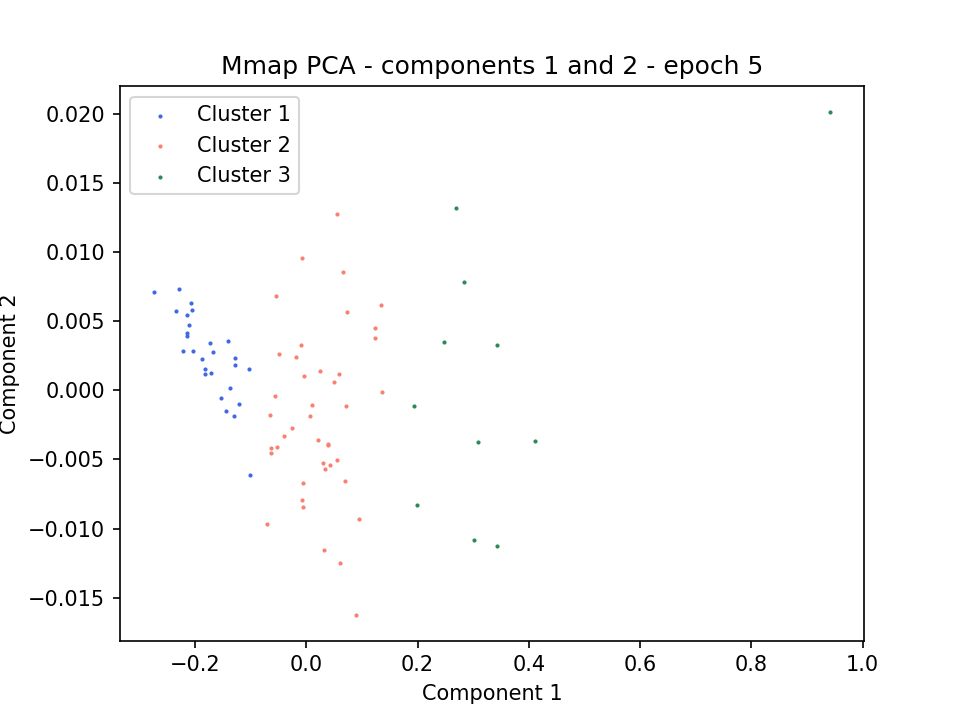 Mmap PCA - components 1 and 2 - epoch 5
Cluster 1
Cluster 2
Cluster 3
0.020
0.015
0.010
0.005
0.000
−0.005
−0.010
−0.015
Component 2
−0.2
0.0
0.2
0.4
0.6
0.8
1.0
Component 1